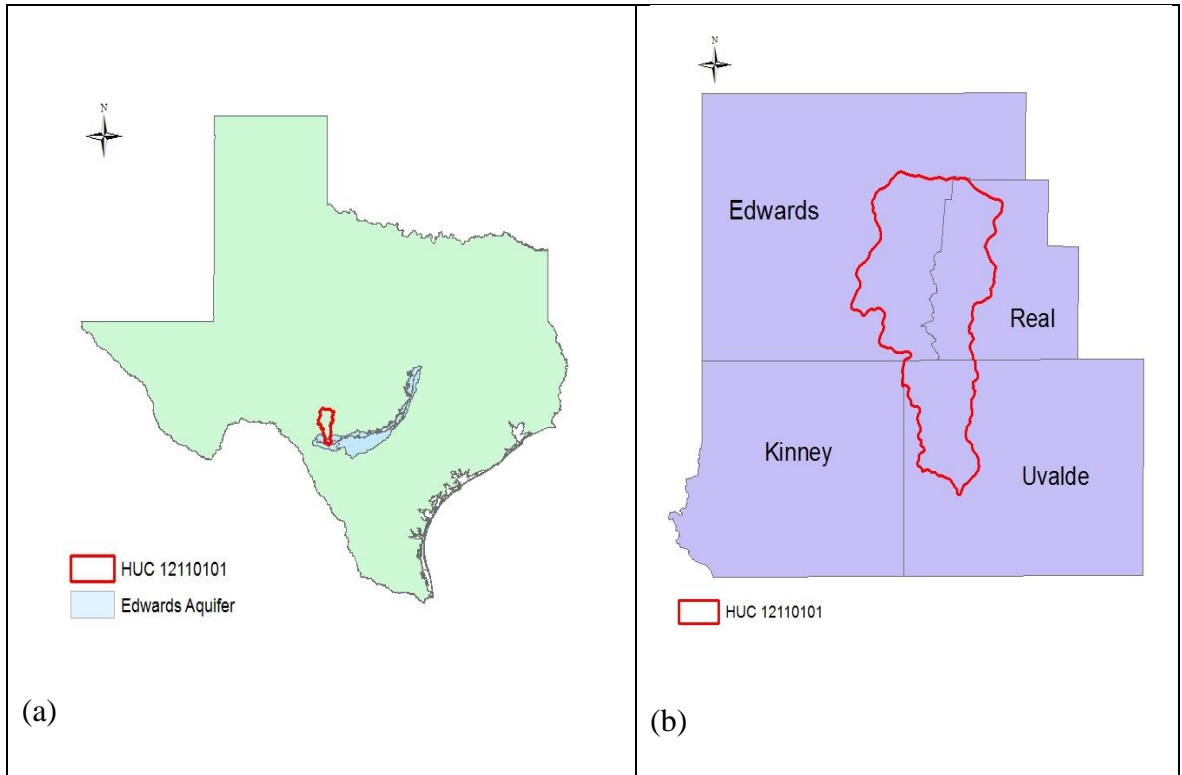 N
HUC 12110101
Edwards Aquifer
(a)
N
Edwards
Real
Kinney
Uvalde
HUC 12110101
(b)